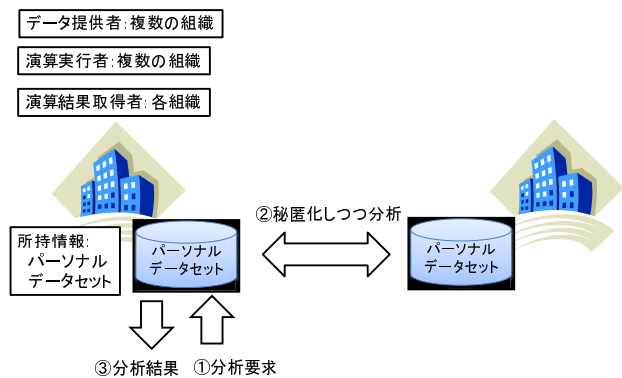 データ提供者：複数の組織
演算実行者：複数の組織
演算結果取得者：各組織
②秘匿化しつつ分析
所持情報：
パーソナル
データセット
パーソナル
データセット
パーソナル
データセット
③分析結果
①分析要求